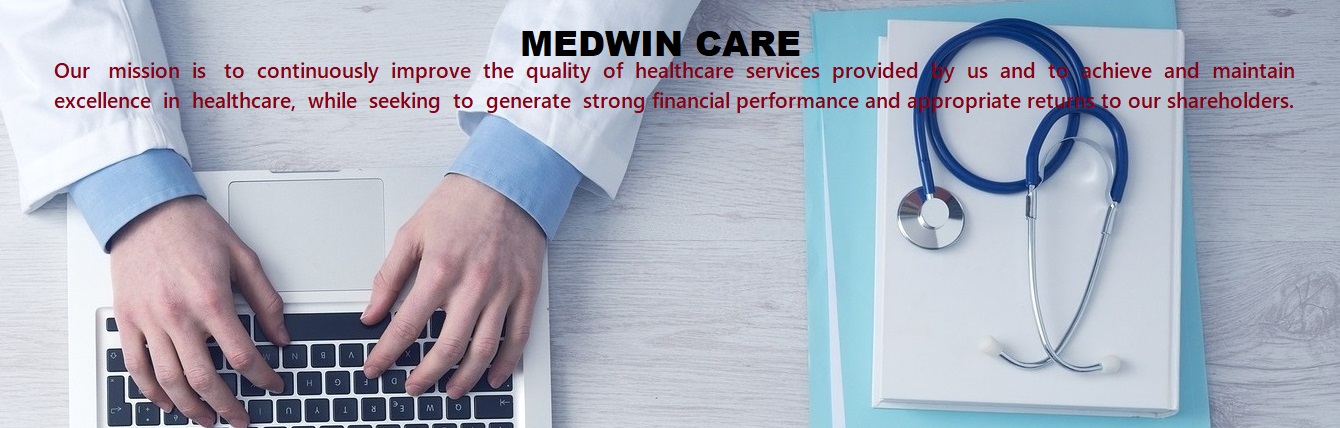 MEDWIN CARE
Our mission is to continuously improve the quality of healthcare services provided by us and to achieve and maintain
excellence in healthcare, while seeking to generate strong financial performance and appropriate returns to our shareholders.